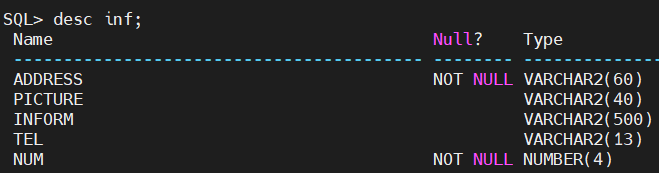 SQL> desc inf;
Name Null? Type
----------------------------------------- -------- --------------
ADDRESS NOT NULL VARCHAR2(60)
PICTURE VARCHAR2(40)
INFORM VARCHAR2(500)
TEL VARCHAR2(13)
NUM NOT NULL NUMBER(4)